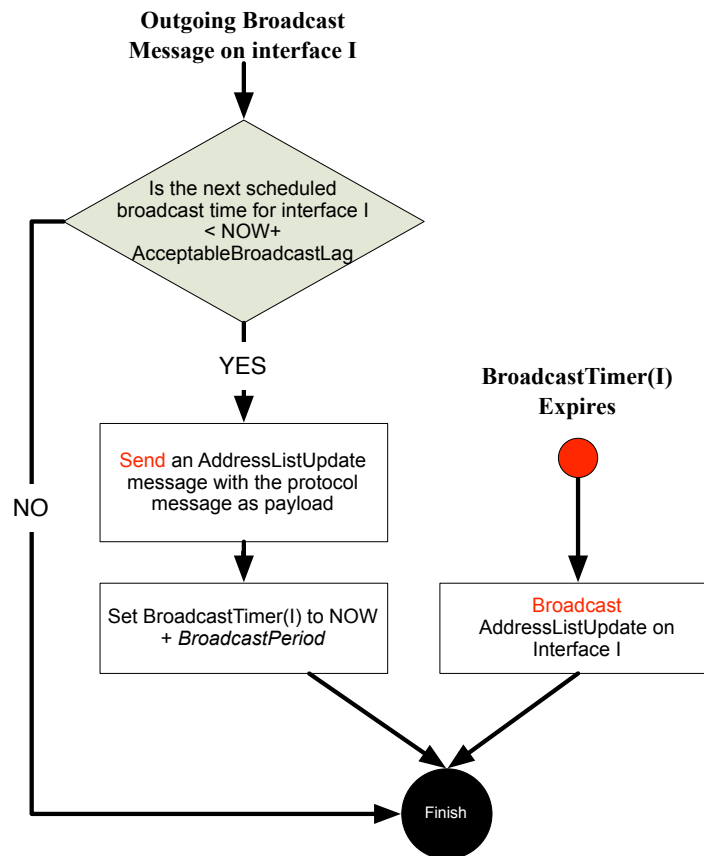 Outgoing Broadcast
Message on interface I
Is the next scheduled
broadcast time for interface I
< NOW+
AcceptableBroadcastLag
YES
NO
Send an AddressListUpdate
message with the protocol
message as payload
Set BroadcastTimer(I) to NOW
+ BroadcastPeriod
BroadcastTimer(I)
Expires
Broadcast
AddressListUpdate on
Interface I
Finish